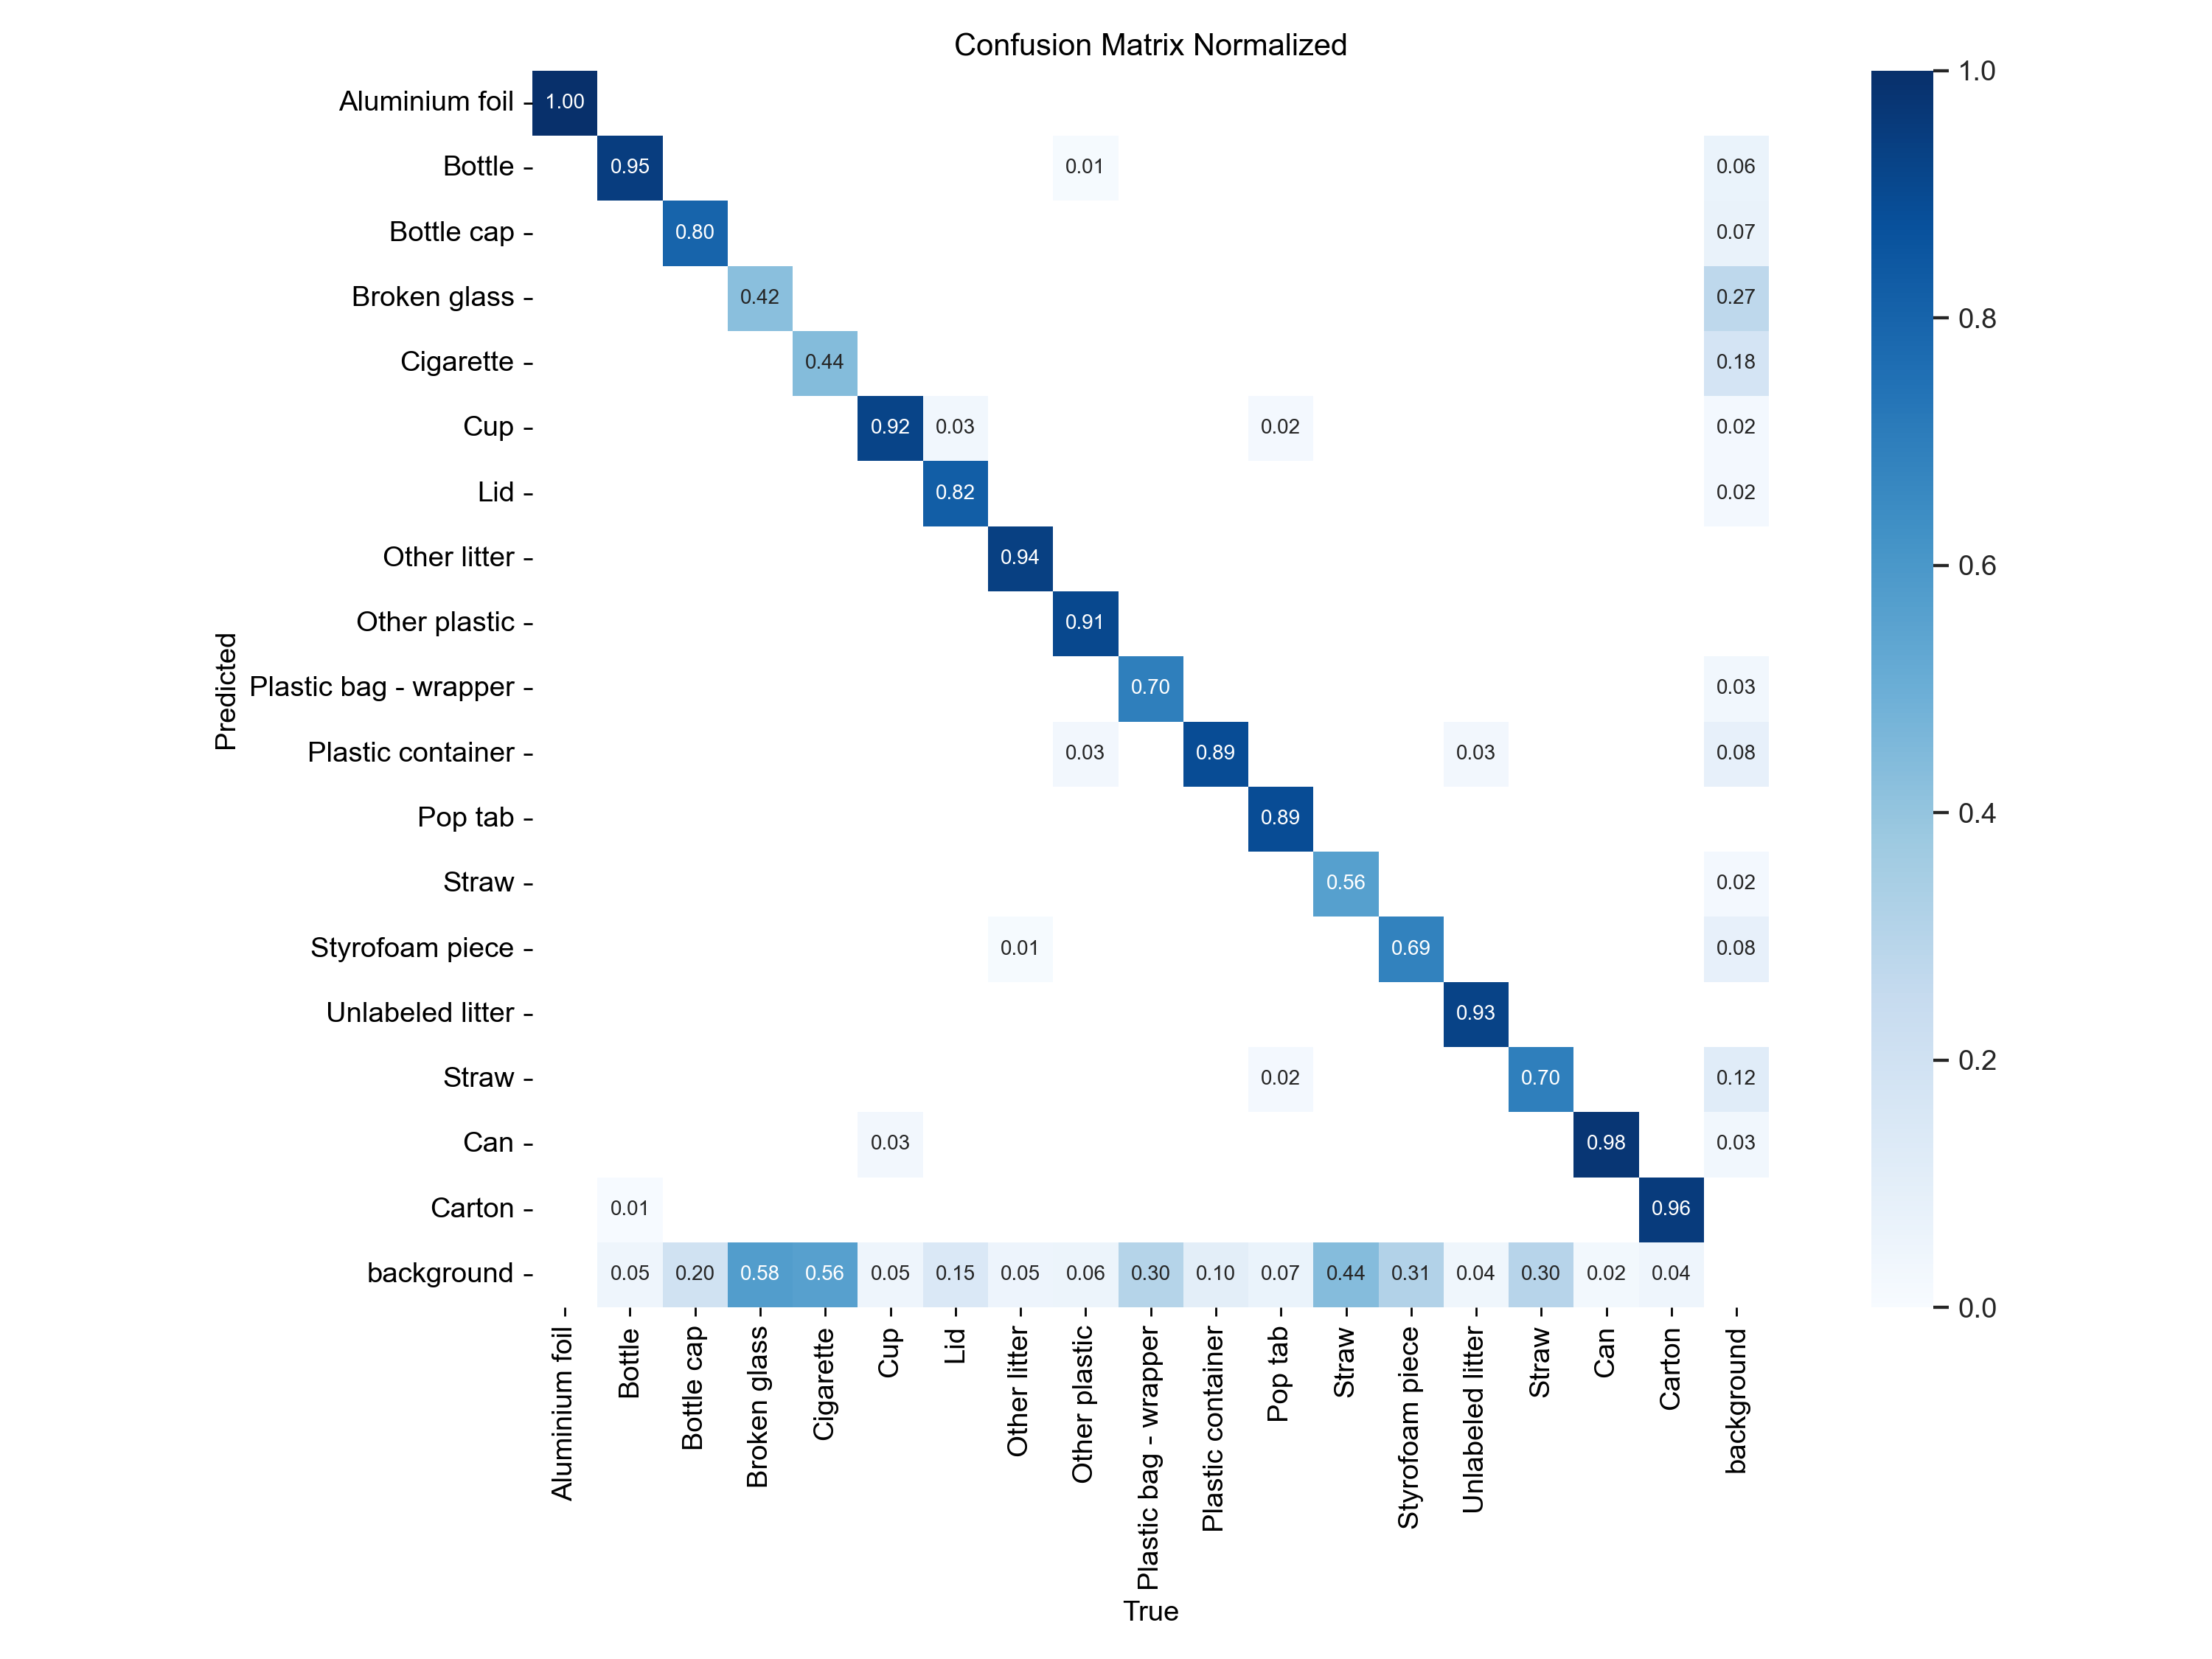 Confusion Matrix Normalized
Aluminium foil 1.00
Bottle 0.95 0.01 0.06
Bottle cap 0.80 0.07
Broken glass 0.42 0.27
Cigarette 0.44 0.18
Cup 0.92 0.03 0.02 0.02
Lid 0.82 0.02
Other litter 0.94
Other plastic 0.91
Plastic bag - wrapper 0.70 0.03
Plastic container 0.03 0.89 0.03 0.08
Pop tab 0.89
Straw 0.56 0.02
Styrofoam piece 0.01 0.69 0.08
Unlabeled litter 0.93
Straw 0.02 0.70 0.12
Can 0.03 0.98 0.03
Carton 0.01 0.96
background 0.05 0.20 0.58 0.56 0.05 0.15 0.05 0.06 0.30 0.10 0.07 0.44 0.31 0.04 0.30 0.02 0.04
Predicted
Aluminium foil
Bottle
Bottle cap
Broken glass
Cigarette
Cup
Lid
Other litter
Other plastic
Plastic bag - wrapper
Plastic container
Pop tab
Straw
Styrofoam piece
Unlabeled litter
Straw
Can
Carton
background
True
1.0
0.8
0.6
0.4
0.2
0.0